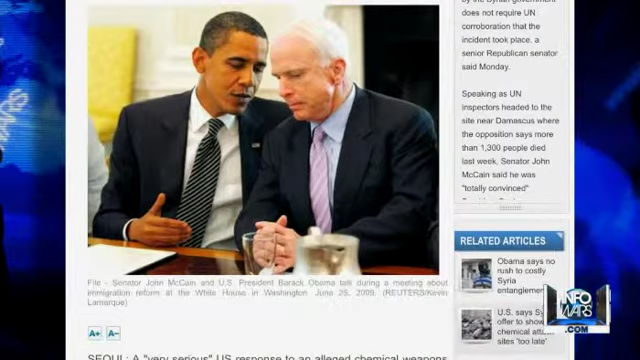 by the Syrian government
does not require UN
corroboration that the
incident took place, a
senior Republican senator
said Monday.
Speaking as UN
inspectors headed to the
site near Damascus where
the opposition says more
than 1,300 people died
last week, Senator John
McCain said he was
"totally convinced"
File - Senator John McCain and U.S. President Barack Obama talk during a meeting about
immigration reform at the White House in Washington June 25, 2009. (REUTERS/Kevin
Lamarque)
A+ A-
SEOUL: A "very serious" US response to an alleged chemical weapons
RELATED ARTICLES
Obama says no
rush to costly
Syria
entanglement
U.S. says Sy
offer to show
chemical atta
sites 'too late'
INFO
WARS
.COM